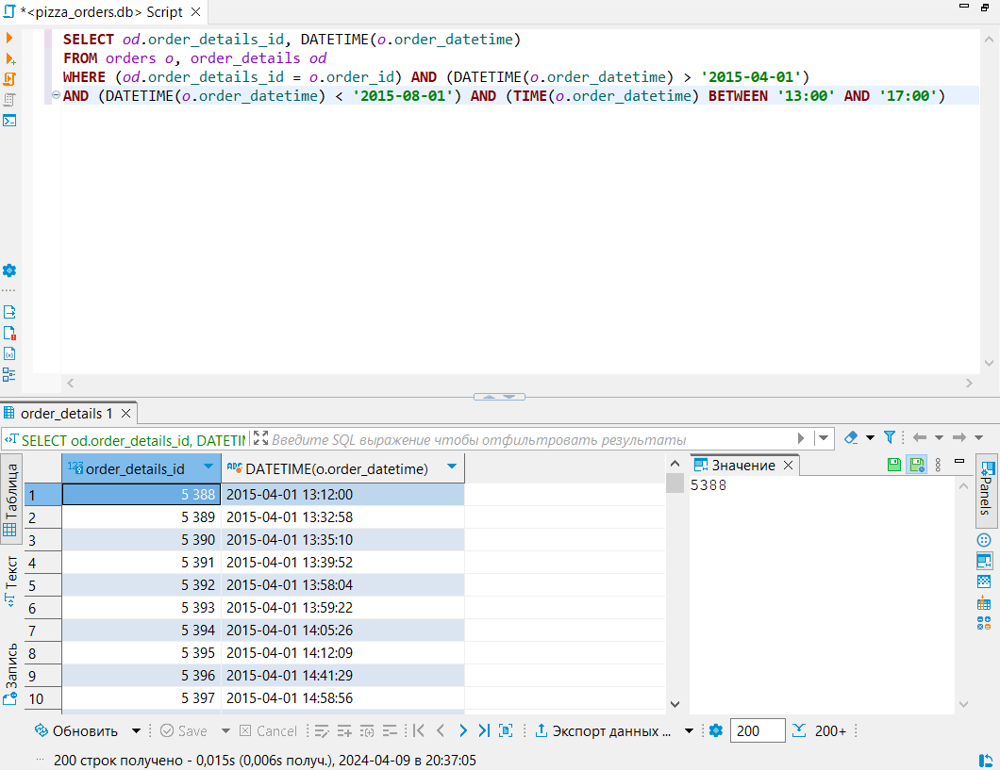 *<pizza_orders.db> Script
SELECT od.order_details_id, DATETIME(o.order_datetime)
FROM orders o, order_details od
WHERE (od.order_details_id = o.order_id) AND (DATETIME(o.order_datetime) > '2015-04-01')
AND (DATETIME(o.order_datetime) < '2015-08-01') AND (TIME(o.order_datetime) BETWEEN '13:00' AND '17:00')
order_details 1
SELECT od.order_details_id, DATETIM
Введите SQL выражение чтобы отфильтровать результаты
Таблица
Текст
Запись
order_details_id DATETIME(o.order_datetime)
1 5 388 2015-04-01 13:12:00
2 5 389 2015-04-01 13:32:58
3 5 390 2015-04-01 13:35:10
4 5 391 2015-04-01 13:39:52
5 5 392 2015-04-01 13:58:04
6 5 393 2015-04-01 13:59:22
7 5 394 2015-04-01 14:05:26
8 5 395 2015-04-01 14:12:09
9 5 396 2015-04-01 14:41:29
10 5 397 2015-04-01 14:58:56
Значение
5388
Panels
Обновить Save Cancel Экспорт данных ... 200 200+
200 строк получено - 0,015s (0,006s получ.), 2024-04-09 в 20:37:05